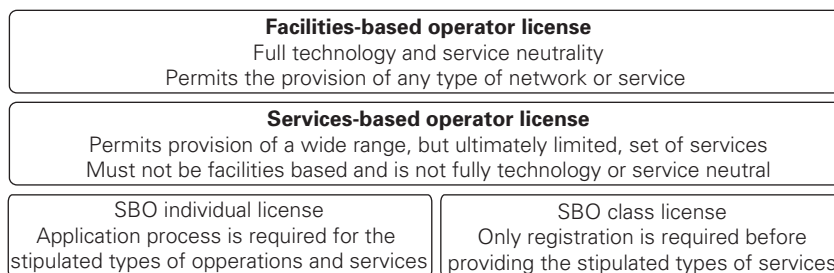 Facilities-based operator license
Full technology and service neutrality
Permits the provision of any type of network or service
Services-based operator license
Permits provision of a wide range, but ultimately limited, set of services
Must not be facilities based and is not fully technology or service neutral
SBO individual license
Application process is required for the
stipulated types of opperations and services
SBO class license
Only registration is required before
providing the stipulated types of services